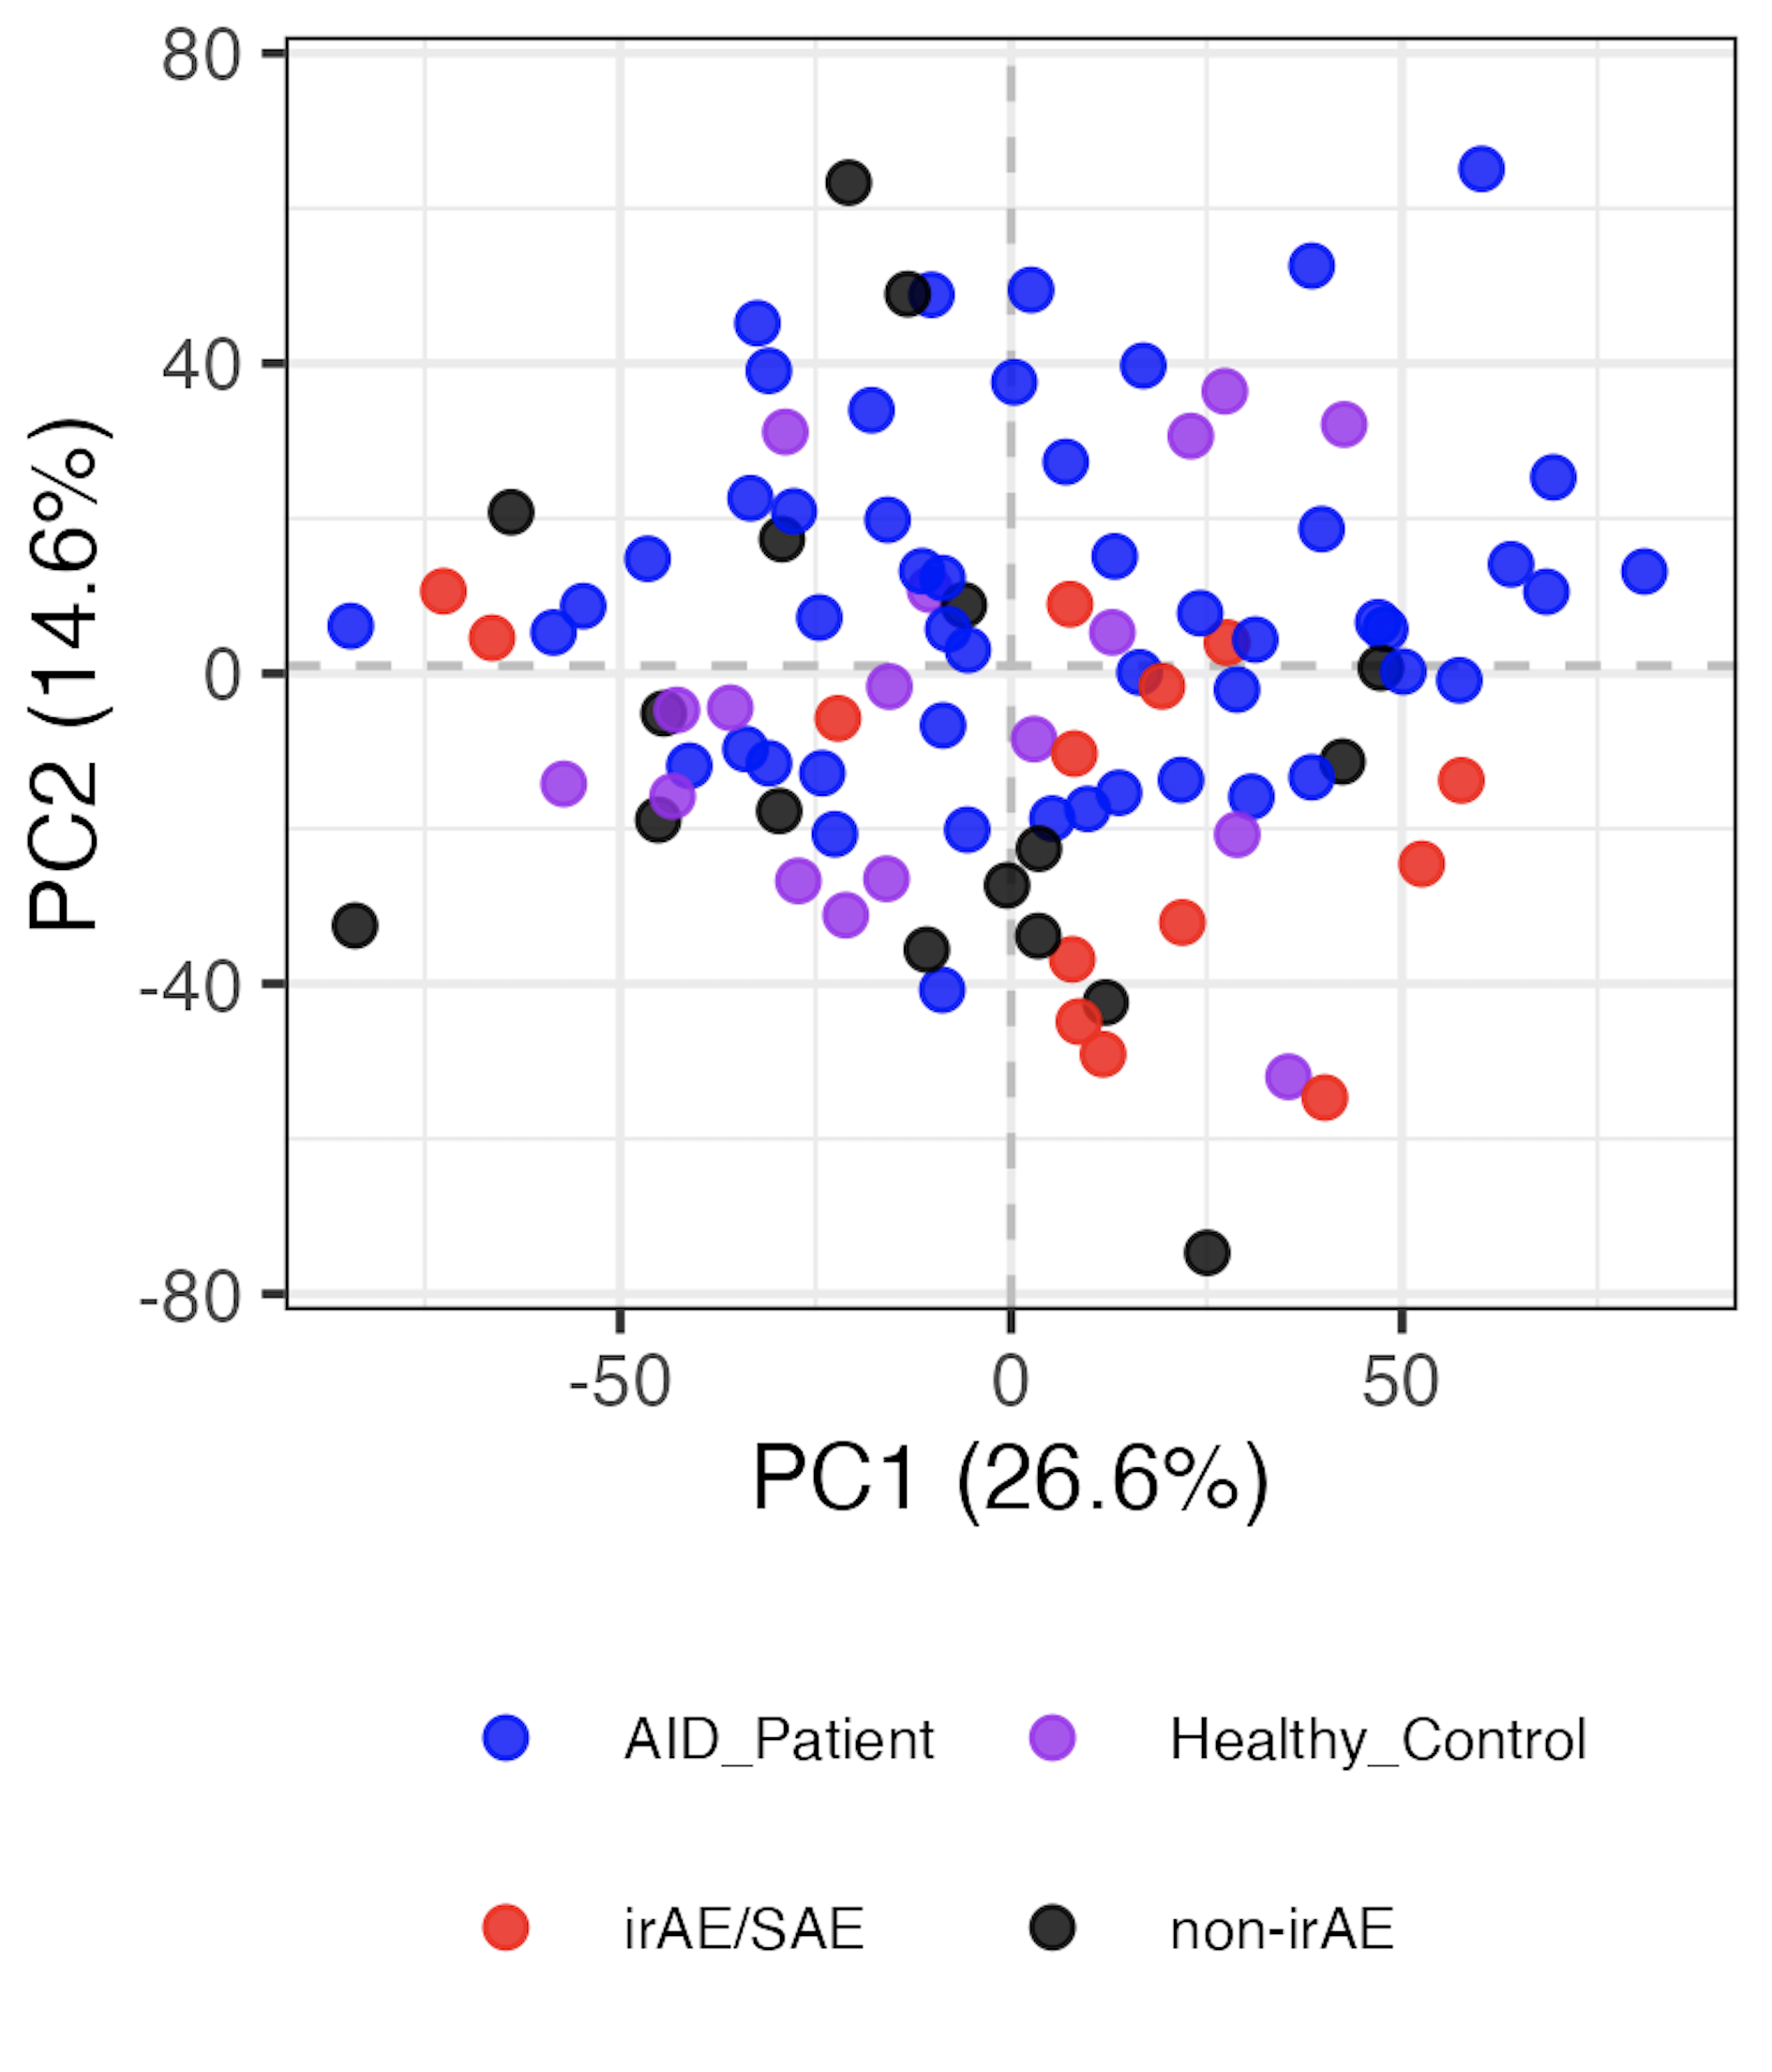 80
40
0
-40
-80
PC2 (14.6%)
-50 0 50
PC1 (26.6%)
AID_Patient Healthy_Control
irAE/SAE non-irAE